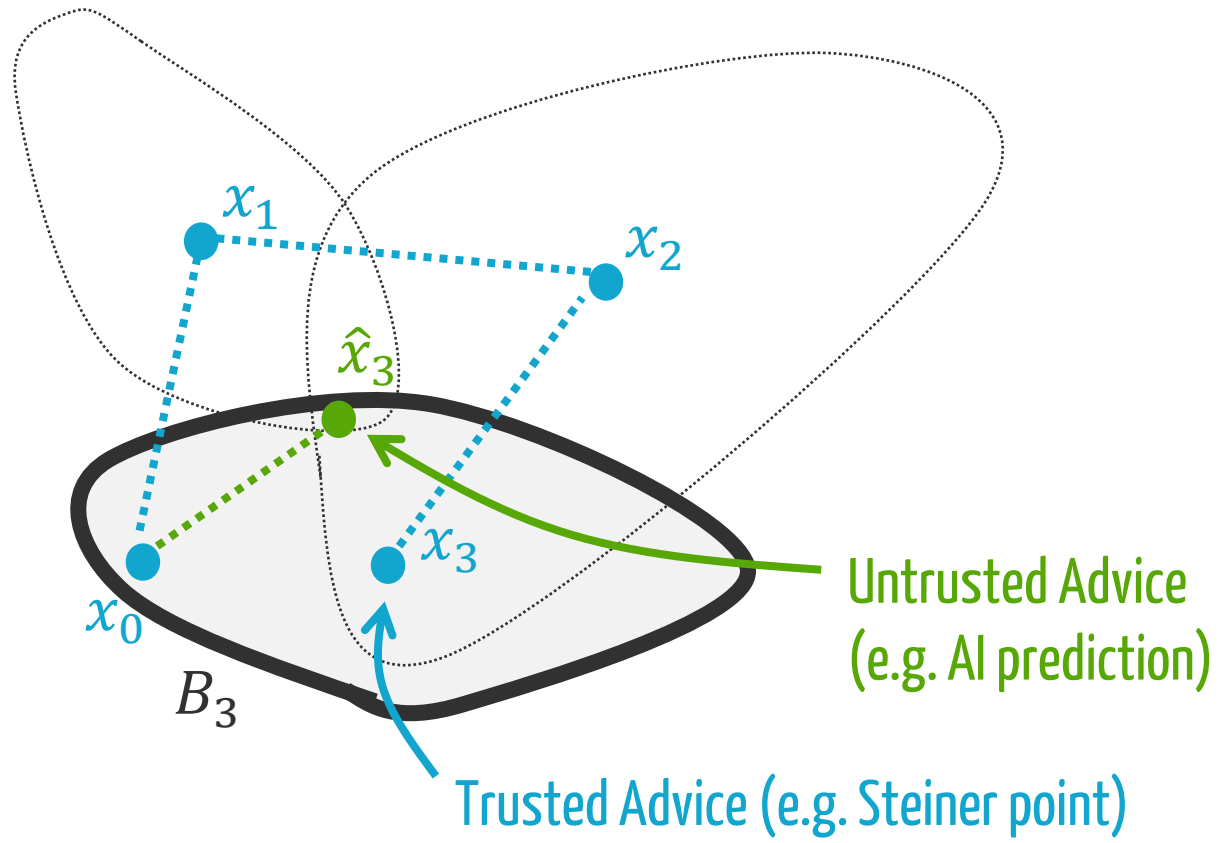 x₁
x₂
x̂₃
x₃
x₀
Untrusted Advice
(e.g. AI prediction)
B₃
Trusted Advice (e.g. Steiner point)